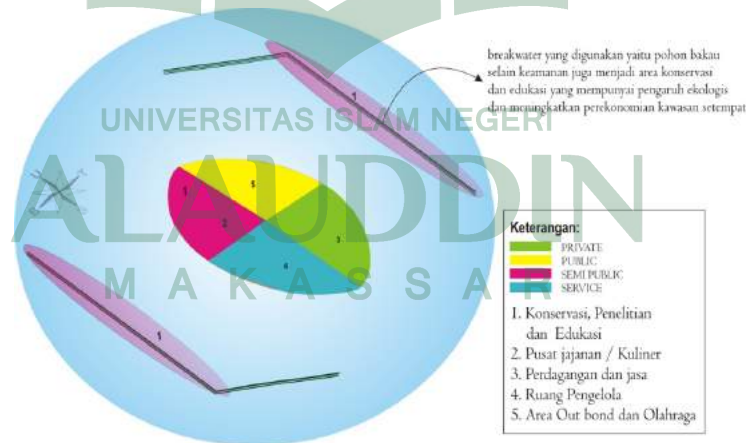 breakwater yang digunakan yaitu pohon bakau
selain keamanan juga menjadi area konservasi
dan edukasi yang mempunyai pengaruh ekologis
dan meningkatkan perekonomian kawasan setempat
1
UNIVERSITAS ISLAM NEGERI
ALAUDDIN
MAKASSAR
5
1
2
3
4
1
Keterangan:
PRIVATE
PUBLIC
SEMI PUBLIC
SERVICE
1. Konservasi, Penelitian
dan Edukasi
2. Pusat jajanan / Kuliner
3. Perdagangan dan jasa
4. Ruang Pengelola
5. Area Out bond dan Olahraga